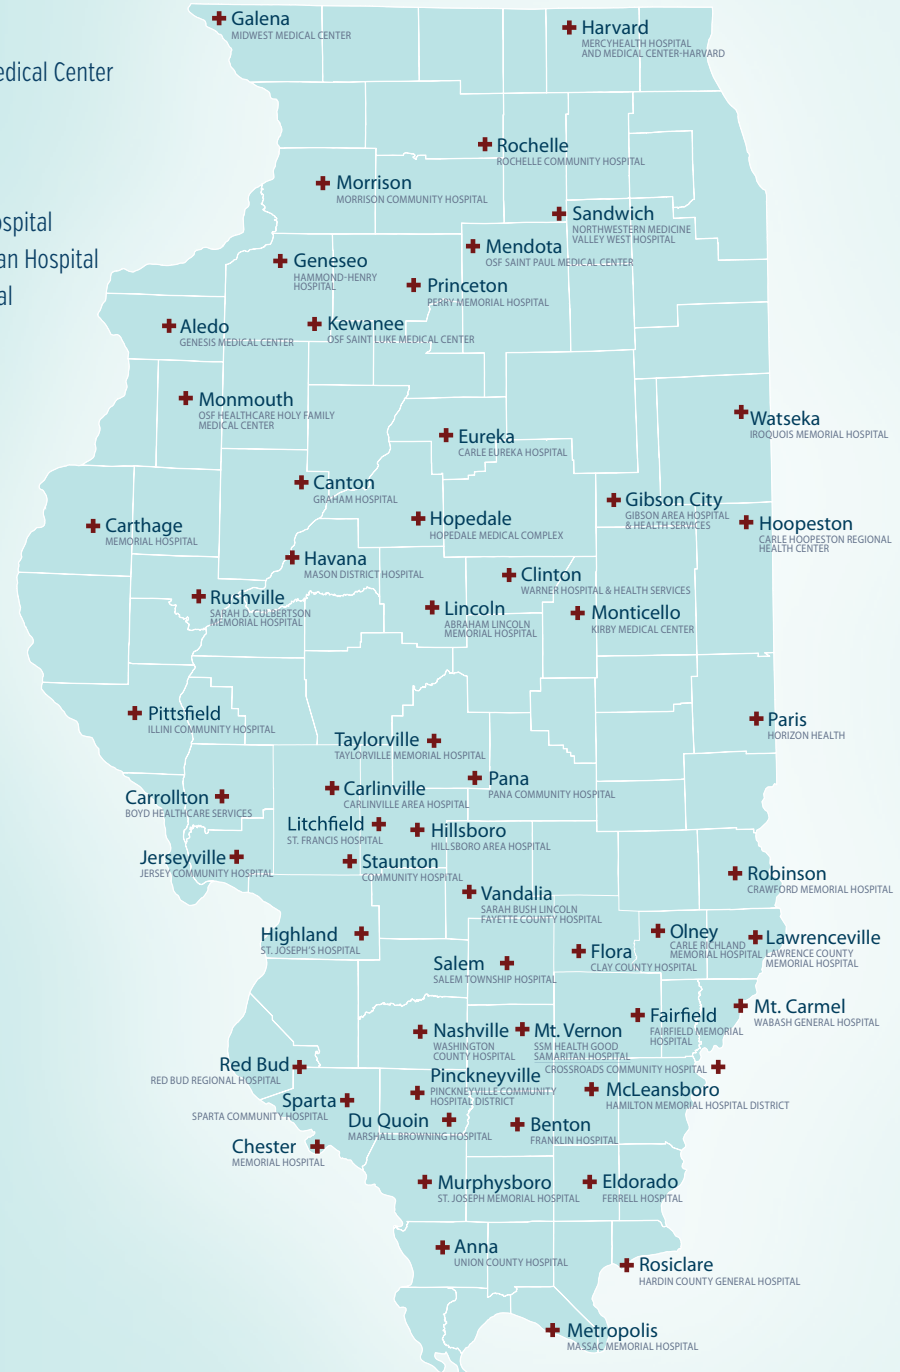 Galena
MIDWEST MEDICAL CENTER
Harvard
MERCYHEALTH HOSPITAL
AND MEDICAL CENTER-HARVARD
edical Center
Rochelle
ROCHELLE COMMUNITY HOSPITAL
Morrison
MORRISON COMMUNITY HOSPITAL
ospital
Sandwich
NORTHWESTERN MEDICINE
VALLEY WEST HOSPITAL
Mendota
OSF SAINT PAUL MEDICAL CENTER
an Hospital
Geneseo
HAMMOND-HENRY
HOSPITAL
al
Princeton
PERRY MEMORIAL HOSPITAL
Aledo
GENESIS MEDICAL CENTER
Kewanee
OSF SAINT LUKE MEDICAL CENTER
Monmouth
OSF HEALTHCARE HOLY FAMILY
MEDICAL CENTER
Watseka
IROQUOIS MEMORIAL HOSPITAL
Eureka
CARLE EUREKA HOSPITAL
Canton
GRAHAM HOSPITAL
Gibson City
GIBSON AREA HOSPITAL
& HEALTH SERVICES
Carthage
MEMORIAL HOSPITAL
Hopedale
HOPEDALE MEDICAL COMPLEX
Hoopeston
CARLE HOOPESTON REGIONAL
HEALTH CENTER
Havana
MASON DISTRICT HOSPITAL
Clinton
WARNER HOSPITAL & HEALTH SERVICES
Rushville
SARAH D. CULBERTSON
MEMORIAL HOSPITAL
Lincoln
ABRAHAM LINCOLN
MEMORIAL HOSPITAL
Monticello
KIRBY MEDICAL CENTER
Pittsfield
ILLINI COMMUNITY HOSPITAL
Paris
HORIZON HEALTH
Taylorville
TAYLORVILLE MEMORIAL HOSPITAL
Pana
PANA COMMUNITY HOSPITAL
Carrollton
BOYD HEALTHCARE SERVICES
Carlinville
CARLINVILLE AREA HOSPITAL
Litchfield
ST. FRANCIS HOSPITAL
Hillsboro
HILLSBORO AREA HOSPITAL
Jerseyville
JERSEY COMMUNITY HOSPITAL
Staunton
COMMUNITY HOSPITAL
Robinson
CRAWFORD MEMORIAL HOSPITAL
Vandalia
SARAH BUSH LINCOLN
FAYETTE COUNTY HOSPITAL
Highland
ST. JOSEPH'S HOSPITAL
Olney
CARLE RICHLAND
MEMORIAL HOSPITAL
Lawrenceville
LAWRENCE COUNTY
MEMORIAL HOSPITAL
Flora
CLAY COUNTY HOSPITAL
Salem
SALEM TOWNSHIP HOSPITAL
Mt. Carmel
WABASH GENERAL HOSPITAL
Fairfield
FAIRFIELD MEMORIAL
HOSPITAL
Nashville
WASHINGTON
COUNTY HOSPITAL
Mt. Vernon
SSM HEALTH GOOD
SAMARITAN HOSPITAL
CROSSROADS COMMUNITY HOSPITAL
Red Bud
RED BUD REGIONAL HOSPITAL
Pinckneyville
PINCKNEYVILLE COMMUNITY
HOSPITAL DISTRICT
McLeansboro
HAMILTON MEMORIAL HOSPITAL DISTRICT
Sparta
SPARTA COMMUNITY HOSPITAL
Du Quoin
MARSHALL BROWNING HOSPITAL
Benton
FRANKLIN HOSPITAL
Chester
MEMORIAL HOSPITAL
Murphysboro
ST. JOSEPH MEMORIAL HOSPITAL
Eldorado
FERRELL HOSPITAL
Anna
UNION COUNTY HOSPITAL
Rosiclare
HARDIN COUNTY GENERAL HOSPITAL
Metropolis
MASSAC MEMORIAL HOSPITAL